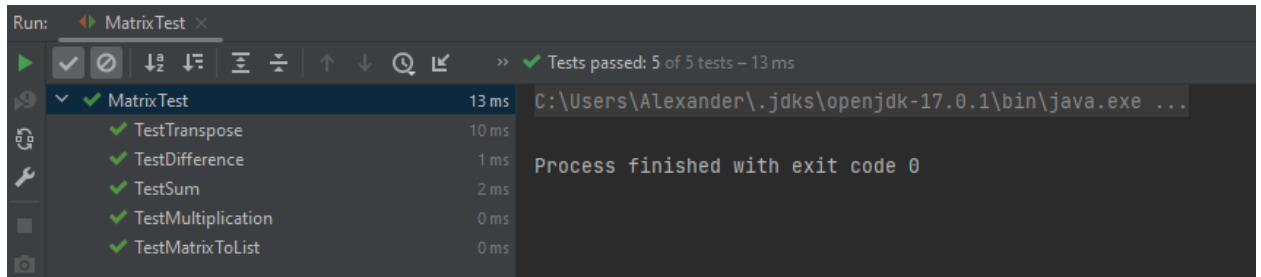 Run: MatrixTest
Tests passed: 5 of 5 tests – 13 ms
MatrixTest 13 ms
TestTranspose 10 ms
TestDifference 1 ms
TestSum 2 ms
TestMultiplication 0 ms
TestMatrixToList 0 ms
C:\Users\Alexander\.jdks\openjdk-17.0.1\bin\java.exe ...
Process finished with exit code 0